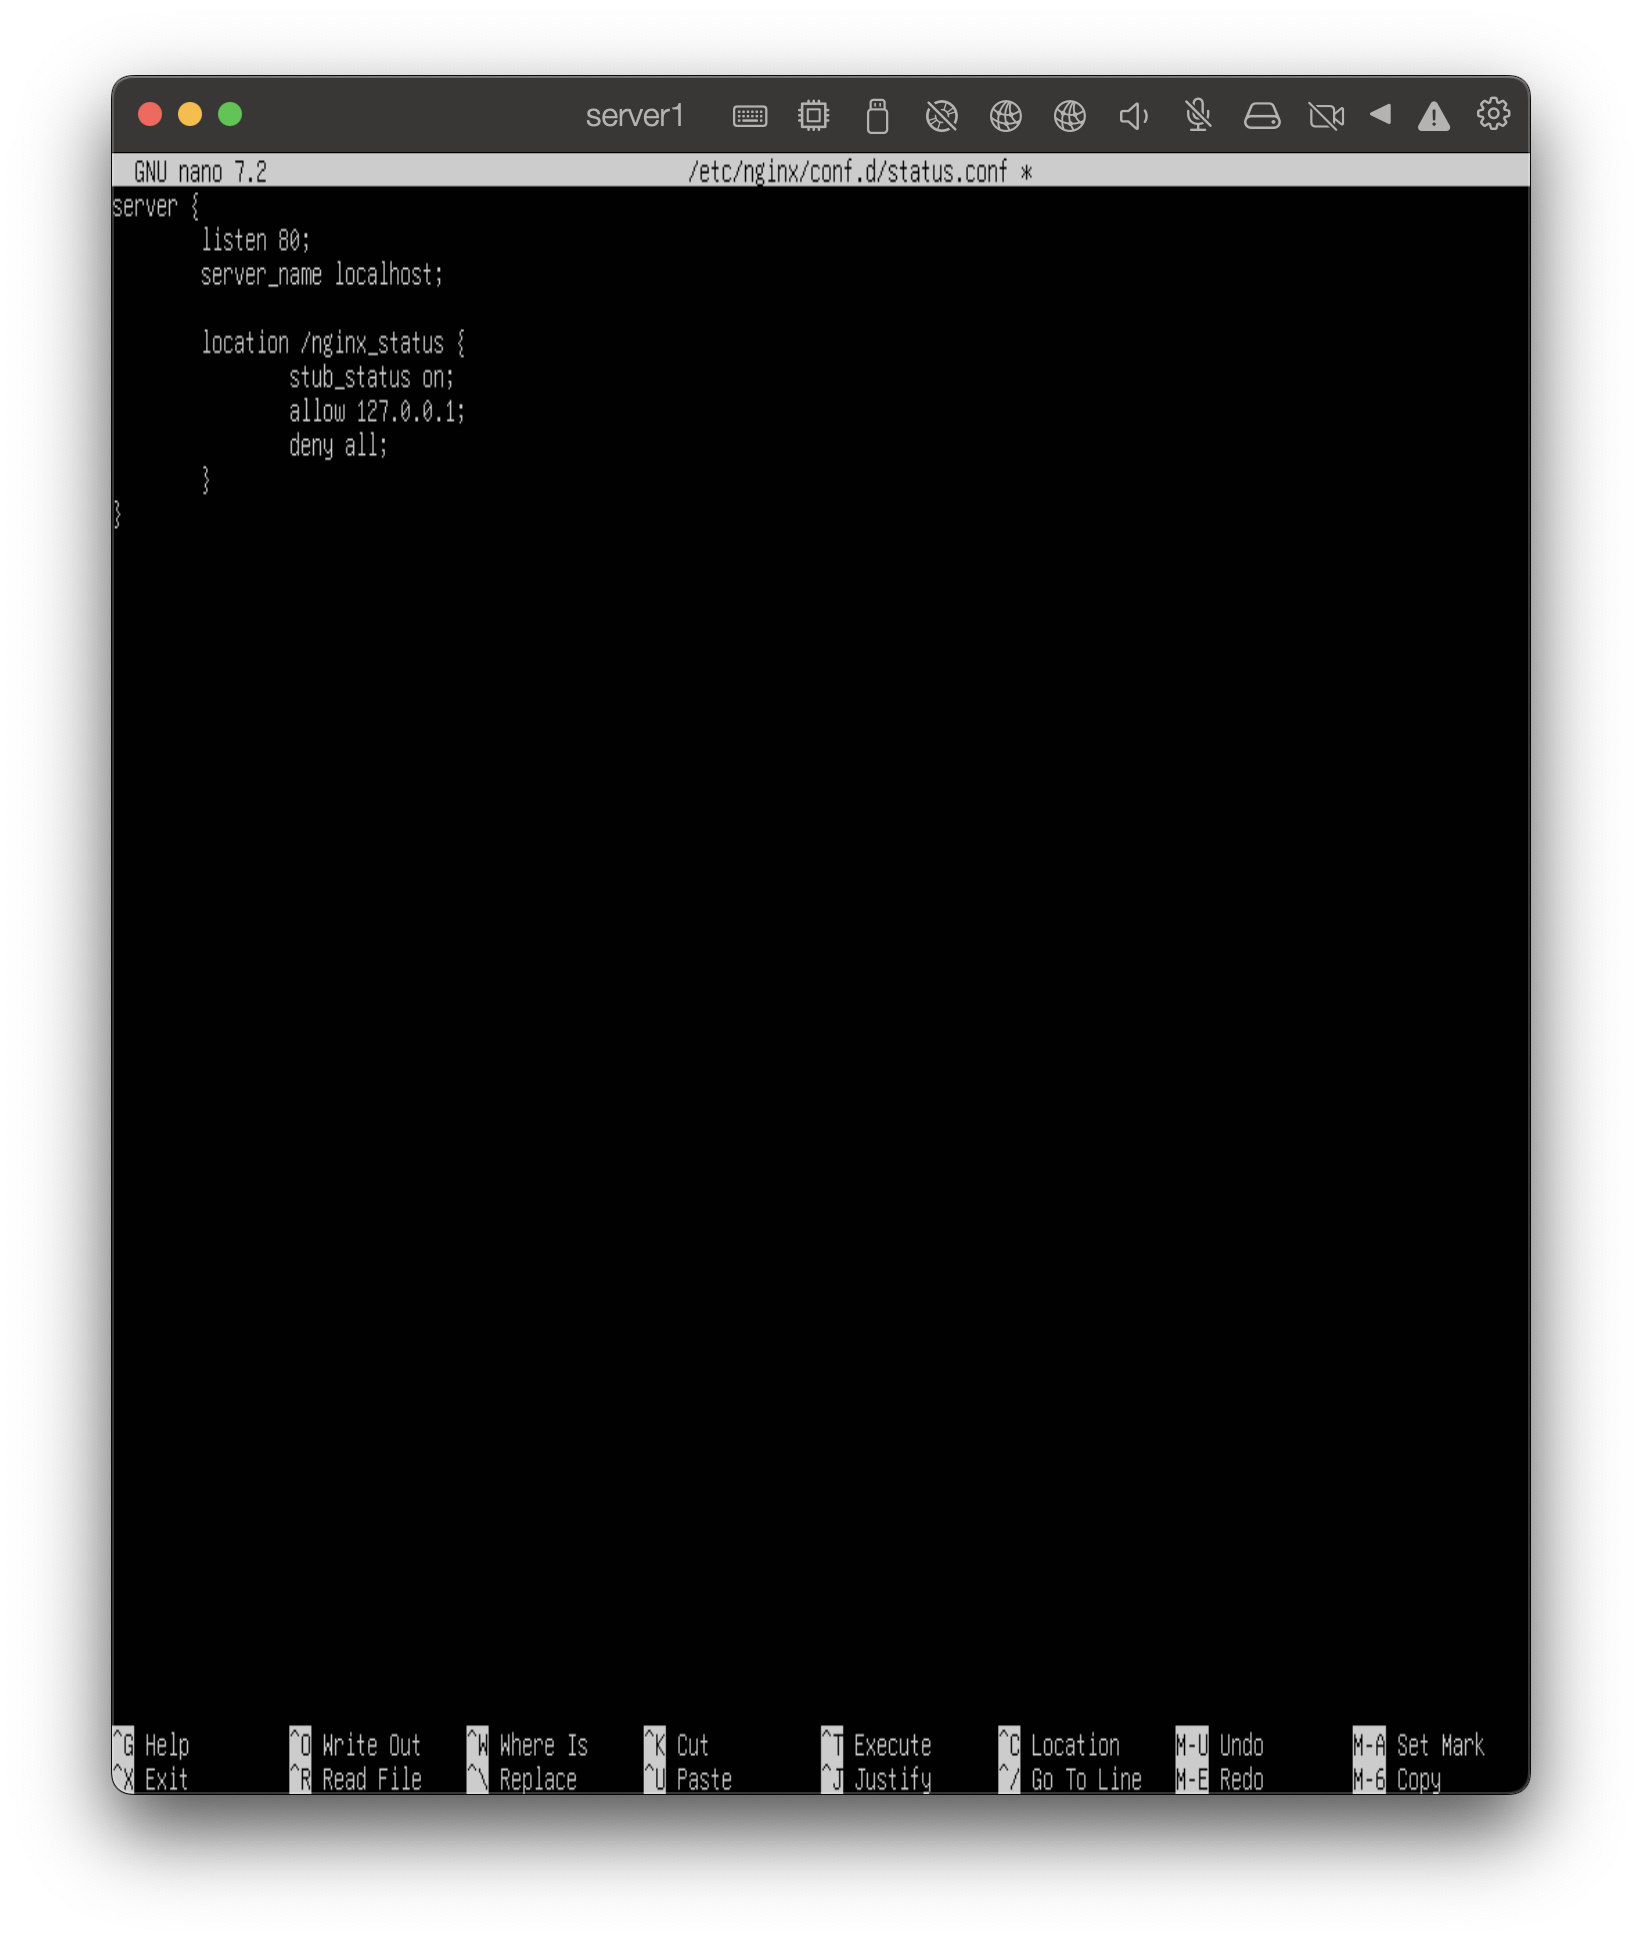 server1
GNU nano 7.2 /etc/nginx/conf.d/status.conf *
server {
listen 80;
server_name localhost;
location /nginx_status {
stub_status on;
allow 127.0.0.1;
deny all;
}
}
^G Help ^O Write Out ^W Where Is ^K Cut ^T Execute ^C Location M-U Undo M-A Set Mark
^X Exit ^R Read File ^\ Replace ^U Paste ^J Justify ^/ Go To Line M-E Redo M-6 Copy